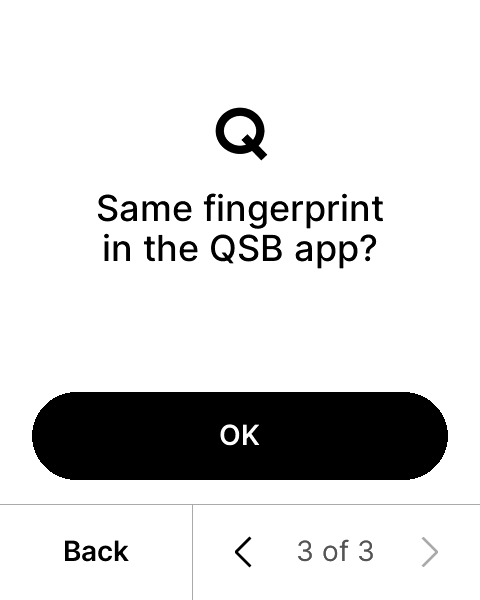 Q
Same fingerprint
in the QSB app?
OK
Back
3 of 3